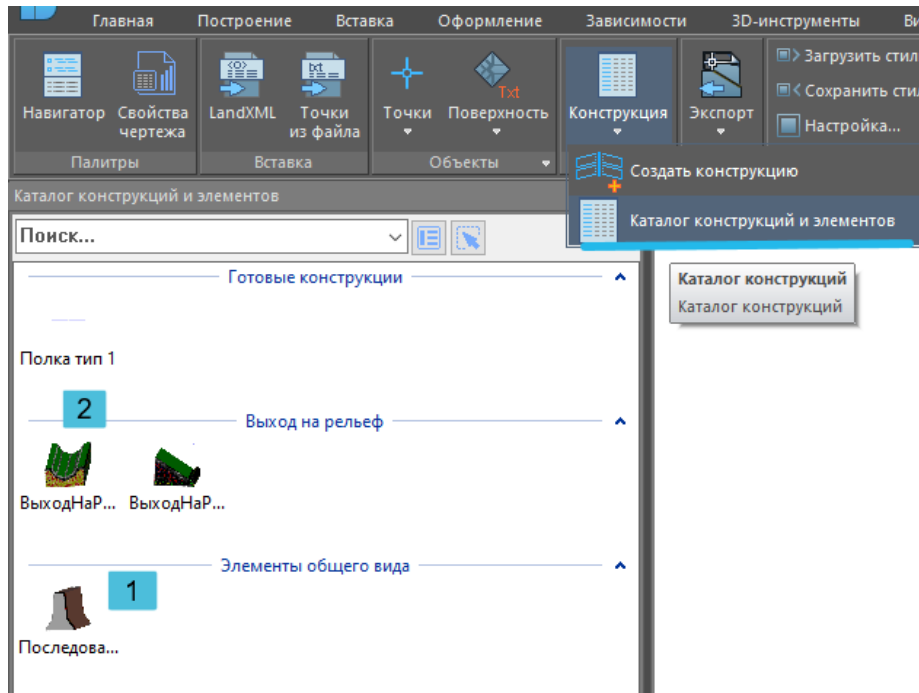 Главная Построение Вставка Оформление Зависимости 3D-инструменты
Навигатор Свойства чертежа LandXML Точки из файла Точки Поверхность Конструкция Экспорт
Txt
txt
Загрузить стил
Сохранить стил
Настройка...
Палитры Вставка Объекты
Создать конструкцию
Каталог конструкций и элементов
Каталог конструкций и элементов
Поиск...
Готовые конструкции
Каталог конструкций
Каталог конструкций
Полка тип 1
2
Выход на рельеф
ВыходНаР... ВыходНаР...
Элементы общего вида
1
Последова...